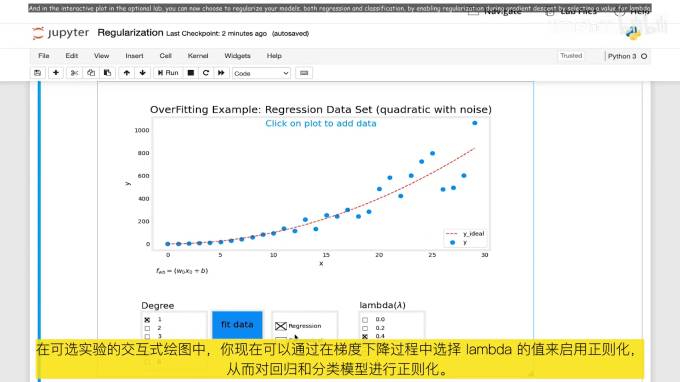 And in the interactive plot in the optional lab, you can now choose to regularize your models, both regression and classification, by enabling regularization during gradient descent by selecting a value for lambda
jupyter Regularization Last Checkpoint: 2 minutes ago (autosaved)
File Edit View Insert Cell Kernel Widgets Help
Trusted Python 3
Run Code
OverFitting Example: Regression Data Set (quadratic with noise)
Click on plot to add data
1000
800
600
400
200
0
y
0 5 10 15 20 25 30
x
y_ideal
y
f_wb = (w₀x₀ + b)
Degree
1
2
3
fit data
Regression
lambda(λ)
0.0
0.2
0.4
在可选实验的交互式绘图中，你现在可以通过在梯度下降过程中选择 lambda 的值来启用正则化，
从而对回归和分类模型进行正则化。